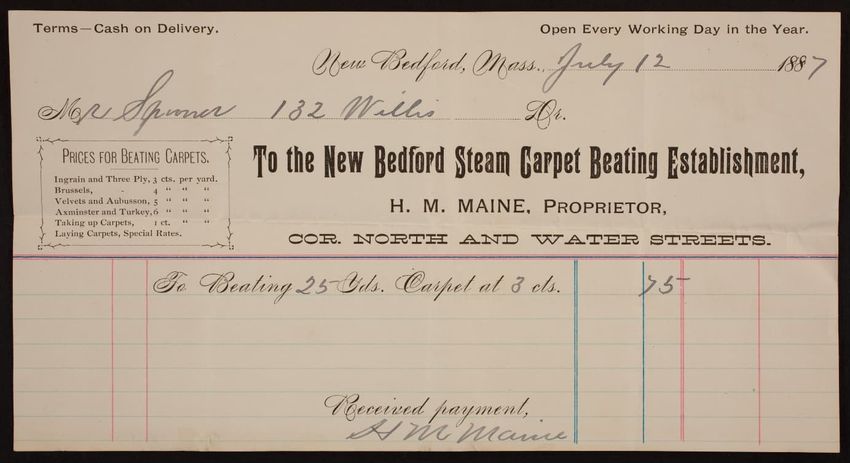 Terms—Cash on Delivery. Open Every Working Day in the Year.
New Bedford, Mass., July 12 1887
Mr Spooner 132 Willis Dr.
PRICES FOR BEATING CARPETS.
Ingrain and Three Ply, 3 cts. per yard.
Brussels, - 4 " " "
Velvets and Aubusson, 5 " " "
Axminster and Turkey, 6 " " "
Taking up Carpets, 1 ct. " "
Laying Carpets, Special Rates.
To the New Bedford Steam Carpet Beating Establishment,
H. M. MAINE, PROPRIETOR,
COR. NORTH AND WATER STREETS.
To Beating 25 Yds. Carpet at 3 cts. 75
Received payment,
H M Maine